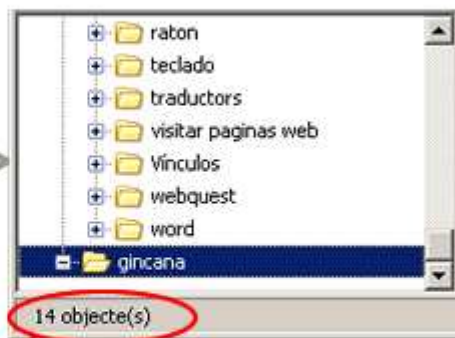 raton
teclado
traductors
visitar paginas web
Vínculos
webquest
word
gincana
14 objecte(s)